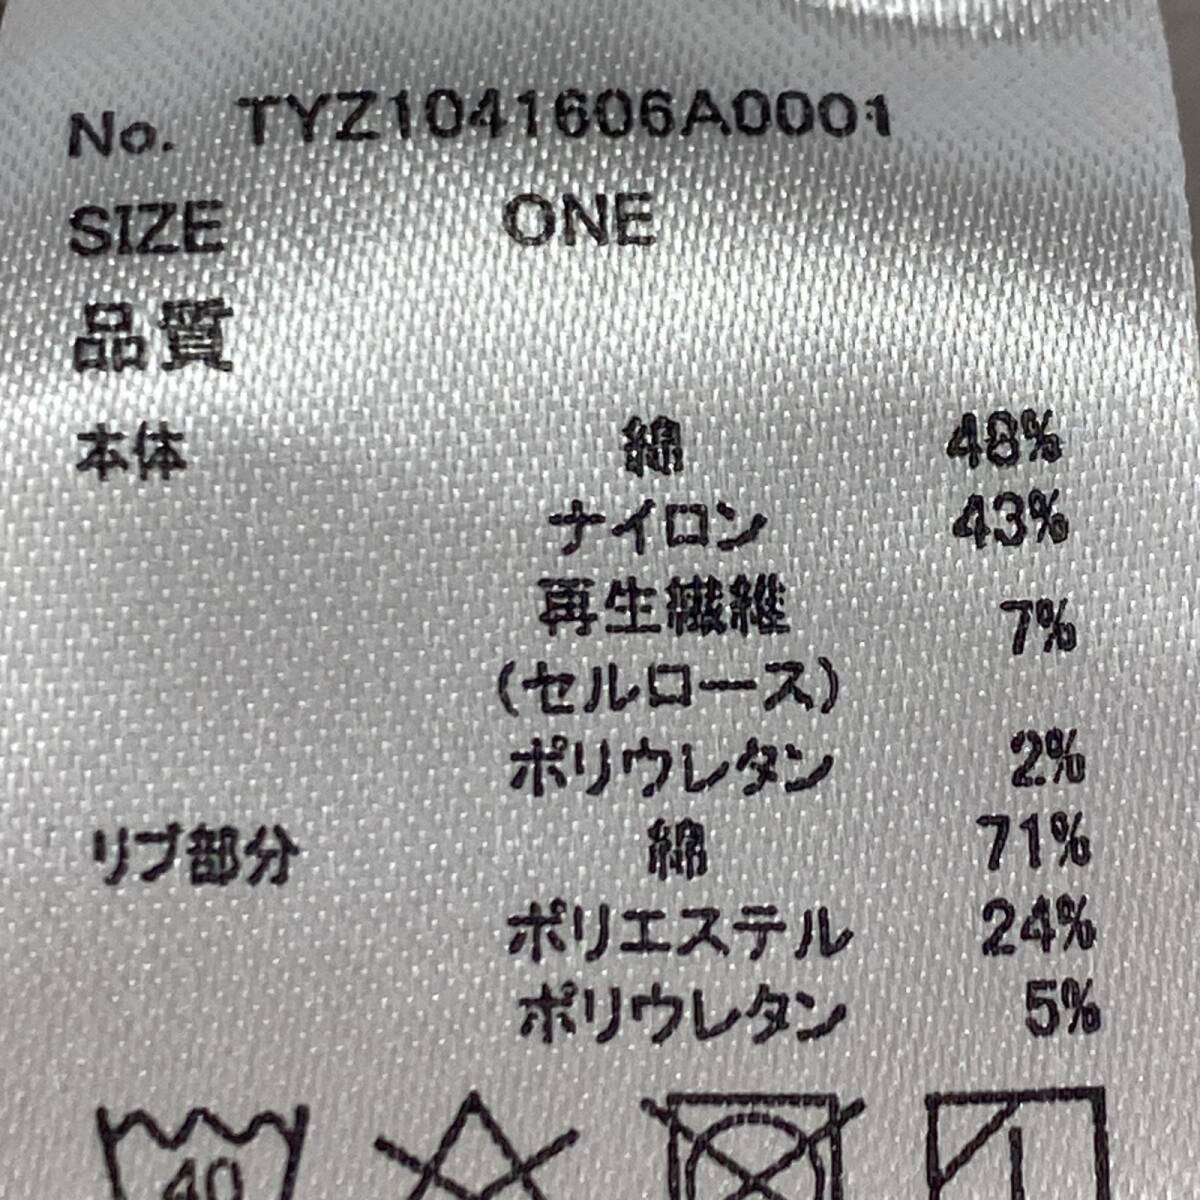 No. TYZ1041606A0001
SIZE ONE
品質
本体 綿 48%
ナイロン 43%
再生繊維 7%
(セルロース)
ポリウレタン 2%
リブ部分 綿 71%
ポリエステル 24%
ポリウレタン 5%
40